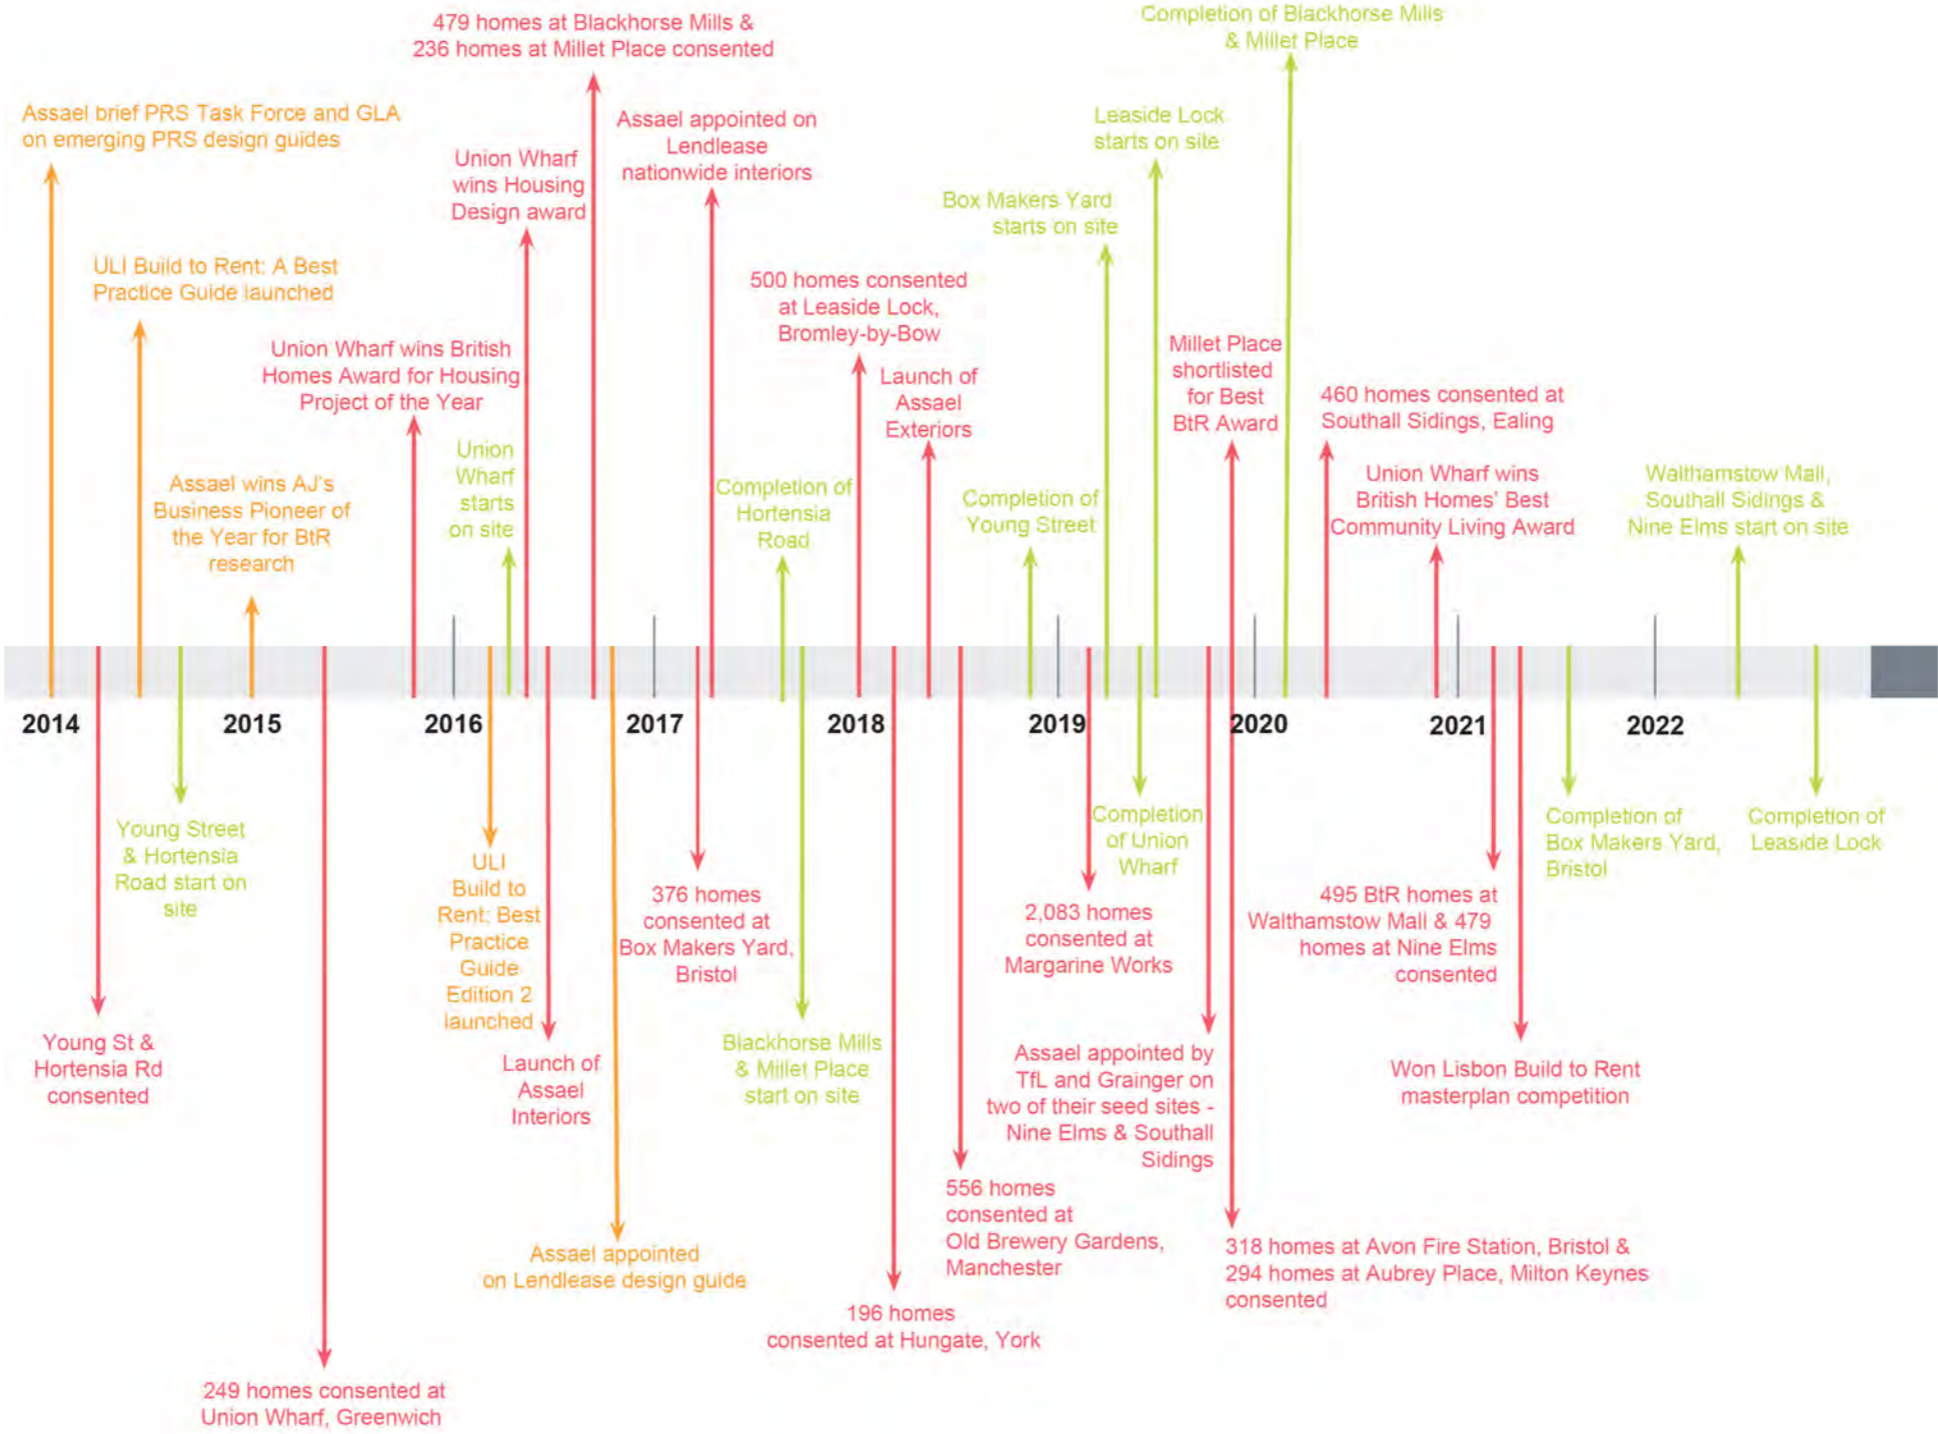 479 homes at Blackhorse Mills &
236 homes at Millet Place consented
Completion of Blackhorse Mills
& Millet Place
Assael brief PRS Task Force and GLA
on emerging PRS design guides
Union Wharf
wins Housing
Design award
Assael appointed on
Lendlease
nationwide interiors
Leaside Lock
starts on site
Box Makers Yard
starts on site
ULI Build to Rent: A Best
Practice Guide launched
500 homes consented
at Leaside Lock,
Bromley-by-Bow
Union Wharf wins British
Homes Award for Housing
Project of the Year
Launch of
Assael
Exteriors
Millet Place
shortlisted
for Best
BtR Award
460 homes consented at
Southall Sidings, Ealing
Assael wins AJ's
Business Pioneer of
the Year for BtR
research
Union
Wharf
starts
on site
Completion of
Hortensia
Road
Completion of
Young Street
Union Wharf wins
British Homes' Best
Community Living Award
Walthamstow Mall,
Southall Sidings &
Nine Elms start on site
2014
2015
2016
2017
2018
2019
2020
2021
2022
Young Street
& Hortensia
Road start on
site
ULI
Build to
Rent: Best
Practice
Guide
Edition 2
launched
376 homes
consented at
Box Makers Yard,
Bristol
Completion
of Union
Wharf
2,083 homes
consented at
Margarine Works
495 BtR homes at
Walthamstow Mall & 479
homes at Nine Elms
consented
Completion of
Box Makers Yard,
Bristol
Completion of
Leaside Lock
Young St &
Hortensia Rd
consented
Launch of
Assael
Interiors
Blackhorse Mills
& Millet Place
start on site
Assael appointed by
TfL and Grainger on
two of their seed sites -
Nine Elms & Southall
Sidings
Won Lisbon Build to Rent
masterplan competition
556 homes
consented at
Old Brewery Gardens,
Manchester
Assael appointed
on Lendlease design guide
318 homes at Avon Fire Station, Bristol &
294 homes at Aubrey Place, Milton Keynes
consented
196 homes
consented at Hungate, York
249 homes consented at
Union Wharf, Greenwich